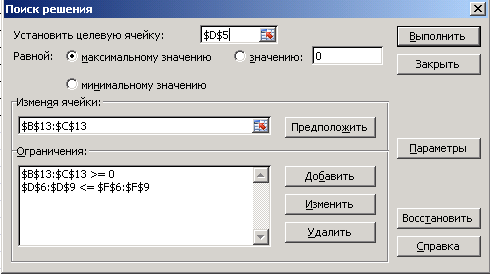 Поиск решения
Установить целевую ячейку: $D$5 Выполнить
Равной: максимальному значению значению: 0 Закрыть
минимальному значению
Изменяя ячейки:
$B$13:$C$13 Предположить
Ограничения: Параметры
$B$13:$C$13 >= 0 Добавить
$D$6:$D$9 <= $F$6:$F$9
Изменить
Восстановить
Удалить
Справка